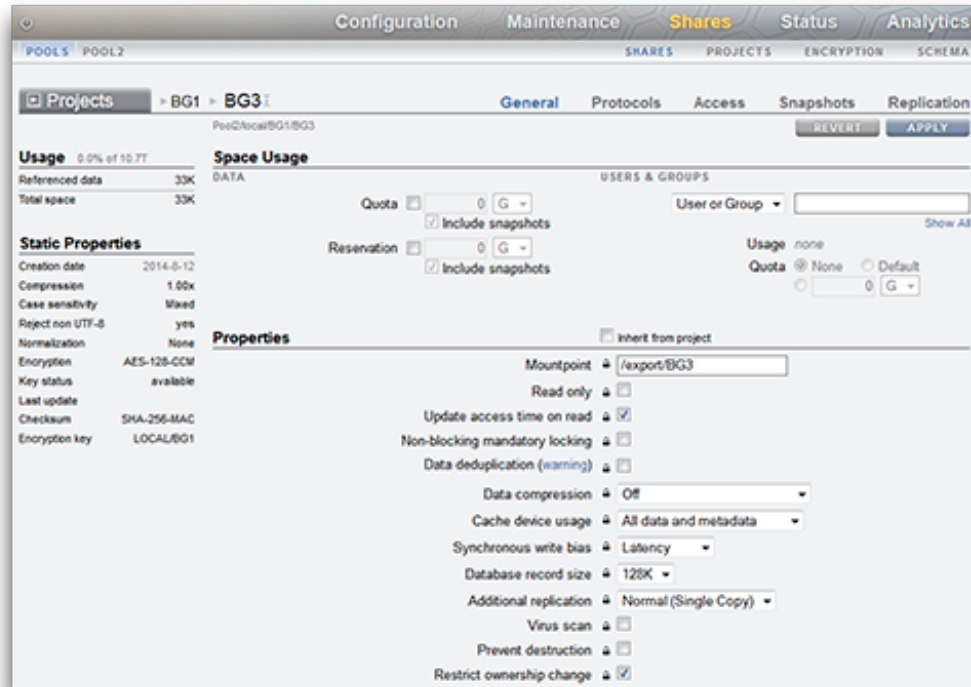 Configuration Maintenance Shares Status Analytics
POOLS POOL2 SHARES PROJECTS ENCRYPTION SCHEMA
Projects BG1 BG3 General Protocols Access Snapshots Replication
Pool2/local/BG1/BG3 REVERT APPLY
Usage 0.0% of 10.7T
Referenced data 33K
Total space 33K
Static Properties
Creation date 2014-8-12
Compression 1.00x
Case sensitivity Mixed
Reject non UTF-8 yes
Normalization None
Encryption AES-128-CCM
Key status available
Last update
Checksum SHA-256-MAC
Encryption key LOCAL/BG1
Space Usage
DATA
Quota 0 G
Include snapshots
Reservation 0 G
Include snapshots
USERS & GROUPS
User or Group
Show All
Usage none
Quota None Default
0 G
Properties Inherit from project
Mountpoint /export/BG3
Read only
Update access time on read
Non-blocking mandatory locking
Data deduplication (warning)
Data compression Off
Cache device usage All data and metadata
Synchronous write bias Latency
Database record size 128K
Additional replication Normal (Single Copy)
Virus scan
Prevent destruction
Restrict ownership change